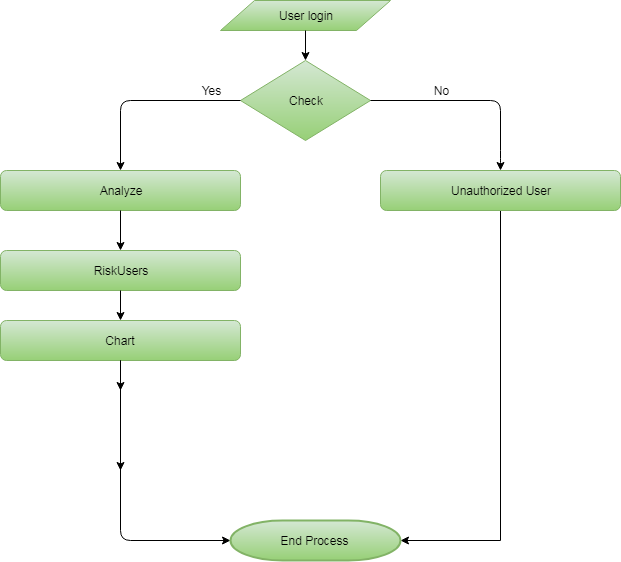 User login
Check
Yes
No
Analyze
Unauthorized User
RiskUsers
Chart
End Process